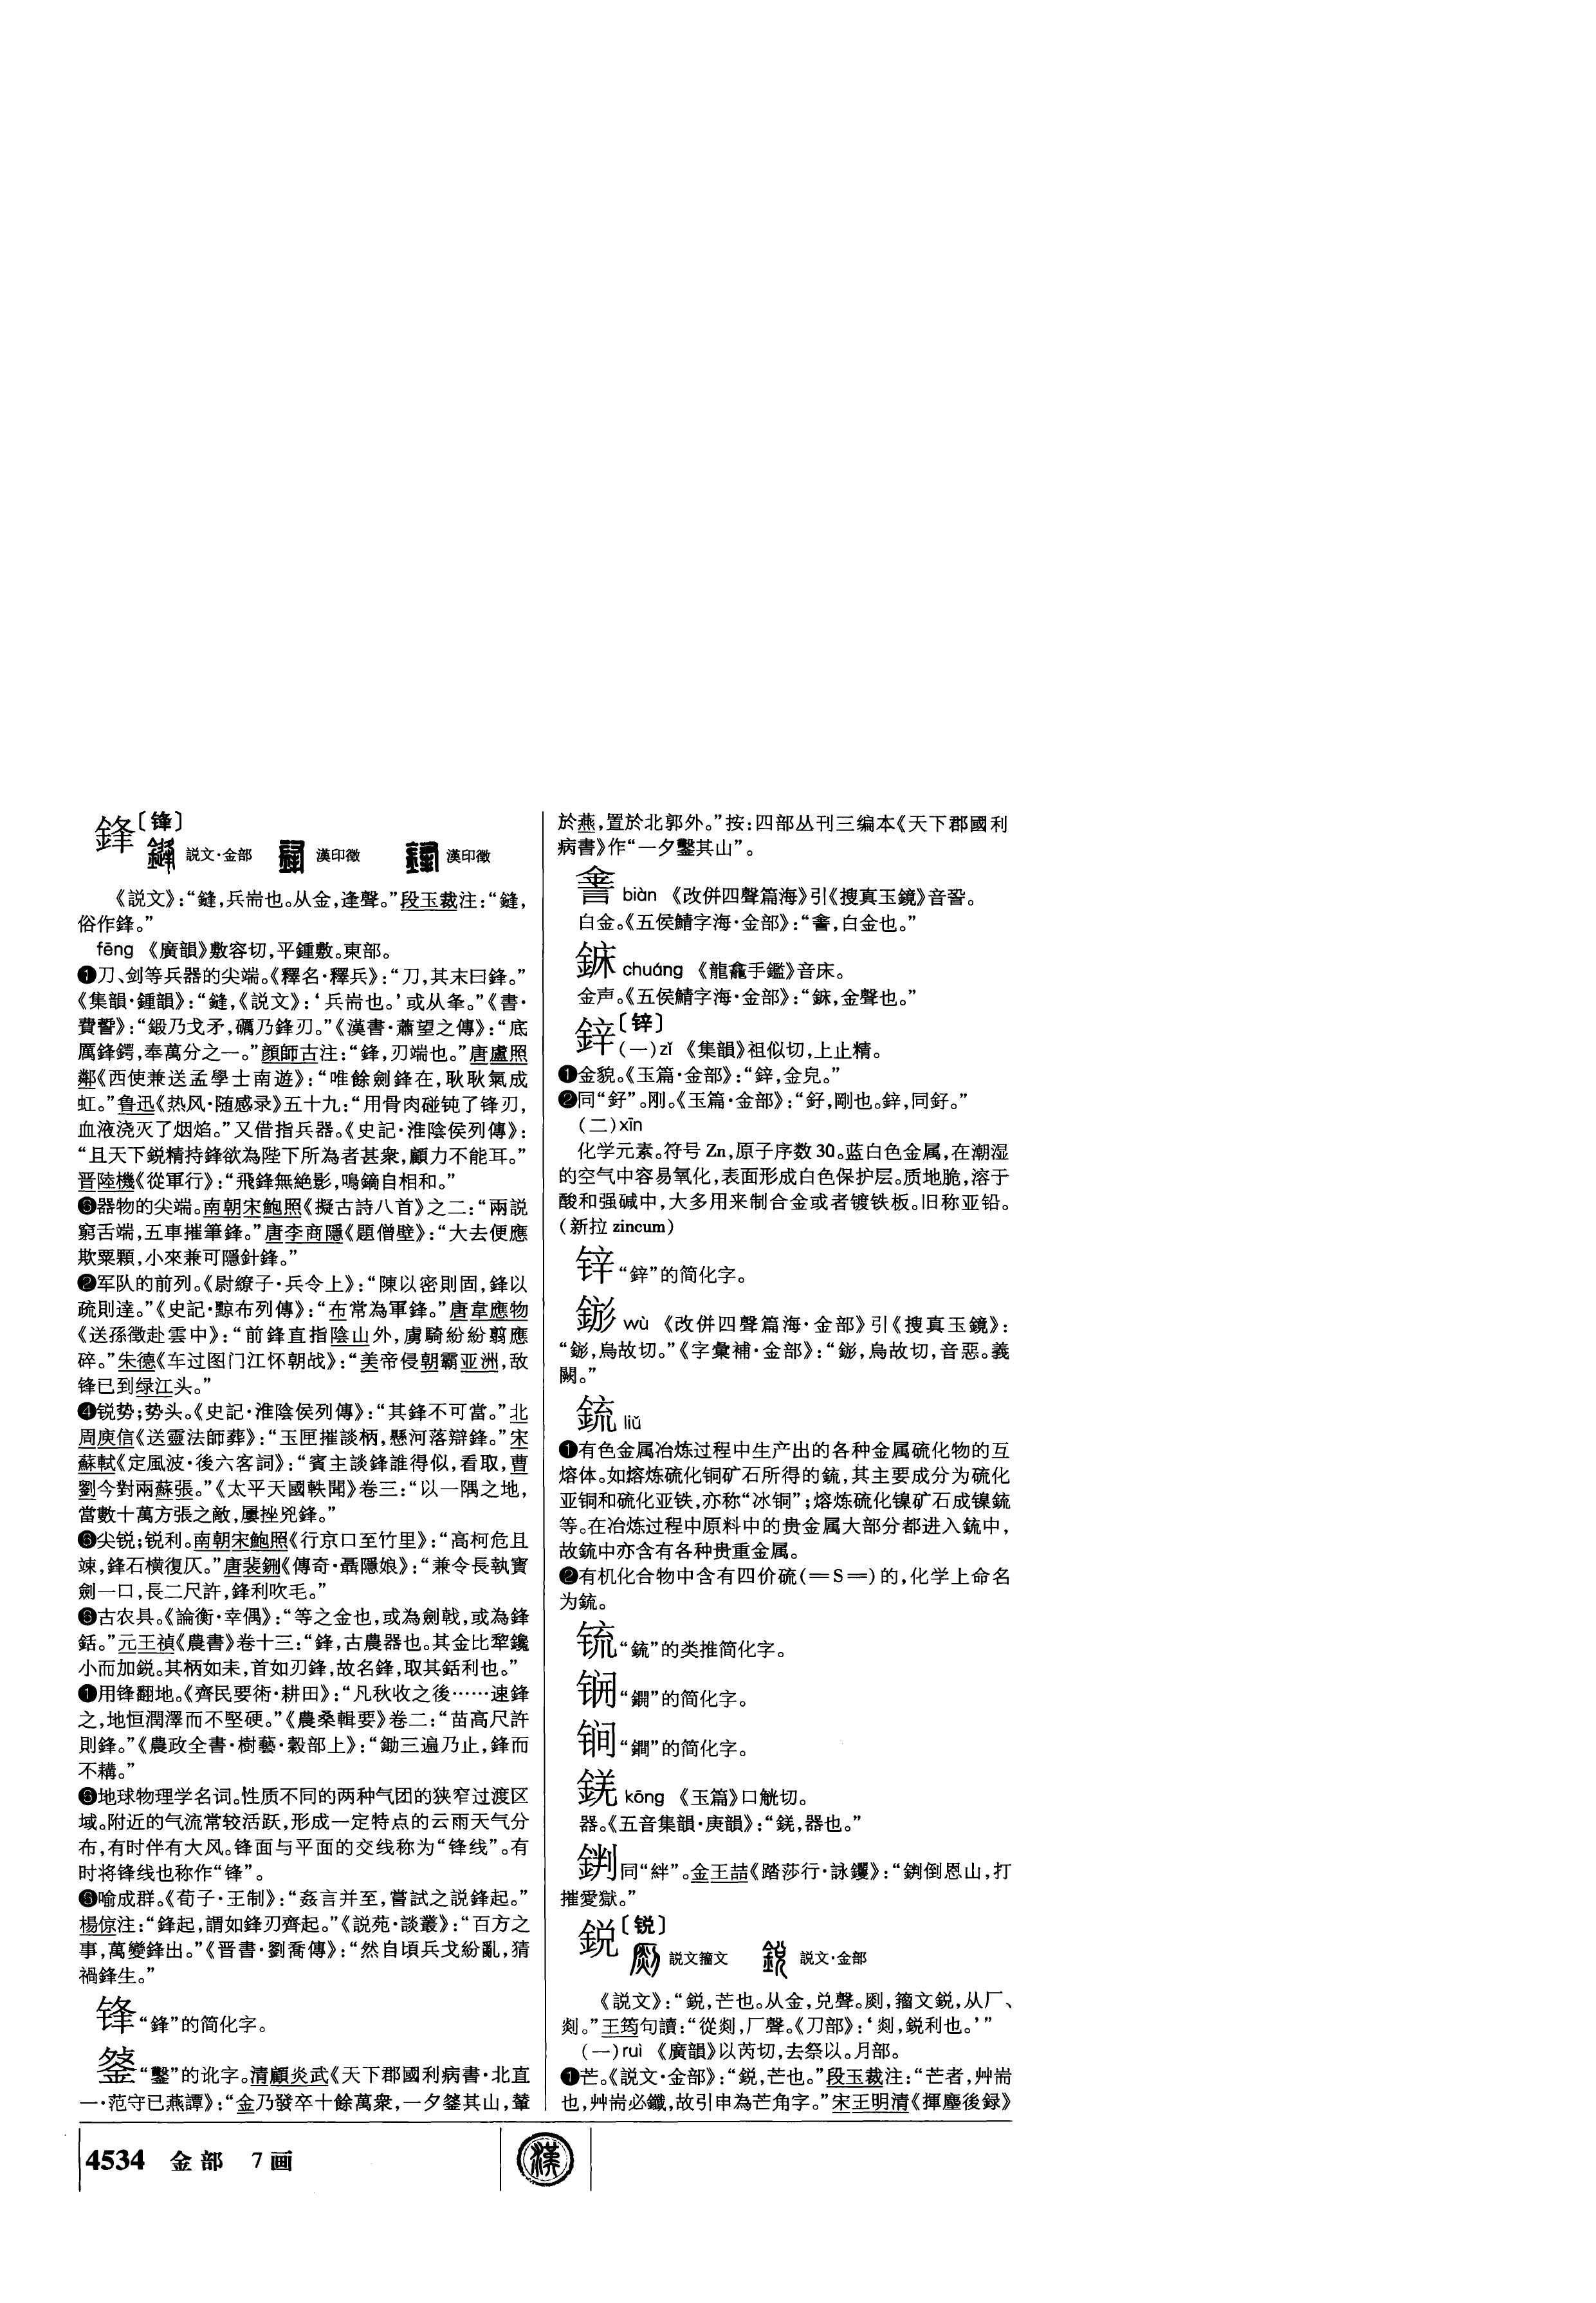 鋒〔锋〕
説文·金部 漢印徵 漢印徵
《説文》：“鏠，兵耑也。从金，逢聲。”段玉裁注：“鏠，
俗作鋒。”
fēng 《廣韻》敷容切，平鍾敷。東部。
❶刀、剑等兵器的尖端。《釋名·釋兵》：“刀，其末曰鋒。”
《集韻·鍾韻》：“鏠，《説文》：‘兵耑也。’或从夆。”《書·
費誓》：“鍛乃戈矛，礪乃鋒刃。”《漢書·蕭望之傳》：“底
厲鋒鍔，奉萬分之一。”顔師古注：“鋒，刃端也。”唐盧照
鄰《西使兼送孟學士南遊》：“唯餘劍鋒在，耿耿氣成
虹。”鲁迅《热风·随感录》五十九：“用骨肉碰钝了锋刃，
血液浇灭了烟焰。”又借指兵器。《史記·淮陰侯列傳》：
“且天下鋭精持鋒欲為陛下所為者甚衆，顧力不能耳。”
晋陸機《從軍行》：“飛鋒無絶影，鳴鏑自相和。”
❸器物的尖端。南朝宋鮑照《擬古詩八首》之二：“兩説
窮舌端，五車摧筆鋒。”唐李商隱《題僧壁》：“大去便應
欺粟顆，小來兼可隱針鋒。”
❷军队的前列。《尉繚子·兵令上》：“陳以密則固，鋒以
疏則達。”《史記·黥布列傳》：“布常為軍鋒。”唐韋應物
《送孫徵赴雲中》：“前鋒直指陰山外，虜騎紛紛翦應
碎。”朱德《车过图门江怀朝战》：“美帝侵朝霸亚洲，敌
锋已到绿江头。”
❹锐势；势头。《史記·淮陰侯列傳》：“其鋒不可當。”北
周庾信《送靈法師葬》：“玉匣摧談柄，懸河落辯鋒。”宋
蘇軾《定風波·後六客詞》：“賓主談鋒誰得似，看取，曹
劉今對兩蘇張。”《太平天國軼聞》卷三：“以一隅之地，
當數十萬方張之敵，屢挫兇鋒。”
❺尖锐；锐利。南朝宋鮑照《行京口至竹里》：“高柯危且
竦，鋒石横復仄。”唐裴鉶《傳奇·聶隱娘》：“兼令長執寳
劍一口，長二尺許，鋒利吹毛。”
❻古农具。《論衡·幸偶》：“等之金也，或為劍戟，或為鋒
銛。”元王禎《農書》卷十三：“鋒，古農器也。其金比犂鑱
小而加鋭。其柄如耒，首如刃鋒，故名鋒，取其銛利也。”
❶用锋翻地。《齊民要術·耕田》：“凡秋收之後……速鋒
之，地恒潤澤而不堅硬。”《農桑輯要》卷二：“苗高尺許
則鋒。”《農政全書·樹藝·穀部上》：“鋤三遍乃止，鋒而
不耩。”
❸地球物理学名词。性质不同的两种气团的狭窄过渡区
域。附近的气流常较活跃，形成一定特点的云雨天气分
布，有时伴有大风。锋面与平面的交线称为“锋线”。有
时将锋线也称作“锋”。
❻喻成群。《荀子·王制》：“姦言并至，嘗試之説鋒起。”
楊倞注：“鋒起，謂如鋒刃齊起。”《説苑·談叢》：“百方之
事，萬變鋒出。”《晋書·劉喬傳》：“然自頃兵戈紛亂，猜
禍鋒生。”
锋“鋒”的简化字。
“鑿”的讹字。清顧炎武《天下郡國利病書·北直
一·范守已燕譚》：“金乃發卒十餘萬衆，一夕其山，輦
於燕，置於北郭外。”按：四部丛刊三编本《天下郡國利
病書》作“一夕鑿其山”。
biàn 《改併四聲篇海》引《搜真玉鏡》音。
白金。《五侯鯖字海·金部》：“，白金也。”
chuáng 《龍龕手鑑》音床。
金声。《五侯鯖字海·金部》：“，金聲也。”
鋅〔锌〕
(一)zǐ 《集韻》祖似切，上止精。
❶金貌。《玉篇·金部》：“鋅，金皃。”
❷同“釨”。刚。《玉篇·金部》：“釨，剛也。鋅，同釨。”
(二)xīn
化学元素。符号 Zn，原子序数 30。蓝白色金属，在潮湿
的空气中容易氧化，表面形成白色保护层。质地脆，溶于
酸和强碱中，大多用来制合金或者镀铁板。旧称亚铅。
(新拉 zincum)
锌“鋅”的简化字。
wù 《改併四聲篇海·金部》引《搜真玉鏡》：
“，烏故切。”《字彙補·金部》：“，烏故切，音惡。義
闕。”
鋶 liǔ
❶有色金属冶炼过程中生产出的各种金属硫化物的互
熔体。如熔炼硫化铜矿石所得的鋶，其主要成分为硫化
亚铜和硫化亚铁，亦称“冰铜”；熔炼硫化镍矿石成镍鋶
等。在冶炼过程中原料中的贵金属大部分都进入鋶中，
故鋶中亦含有各种贵重金属。
❷有机化合物中含有四价硫(═S═)的，化学上命名
为鋶。
锍“鋶”的类推简化字。
锎“鐦”的简化字。
锏“鐧”的简化字。
kōng 《玉篇》口觥切。
器。《五音集韻·庚韻》：“，器也。”
同“絆”。金王喆《踏莎行·詠钁》：“倒恩山，打
摧愛獄。”
鋭〔锐〕
説文籀文 説文·金部
《説文》：“鋭，芒也。从金，兑聲。㓹，籀文鋭，从厂、
剡。”王筠句讀：“從剡，厂聲。《刀部》：‘剡，鋭利也。’”
(一)ruì 《廣韻》以芮切，去祭以。月部。
❶芒。《説文·金部》：“鋭，芒也。”段玉裁注：“芒者，艸耑
也，艸耑必鑯，故引申為芒角字。”宋王明清《揮塵後録》
4534 金部 7画
漢